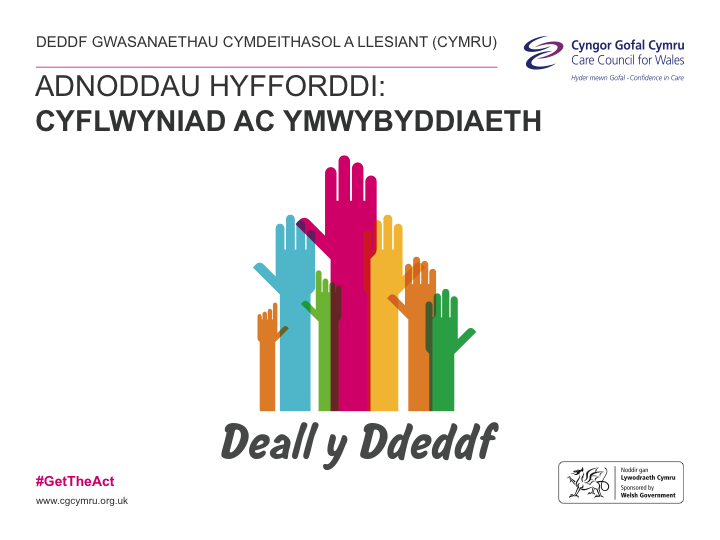 DEDDF GWASANAETHAU CYMDEITHASOL A LLESIANT (CYMRU)
Cyngor Gofal Cymru
Care Council for Wales
Hyder mewn Gofal - Confidence in Care
ADNODDAU HYFFORDDI:
CYFLWYNIAD AC YMWYBYDDIAETH
Deall y Ddeddf
#GetTheAct
www.cgcymru.org.uk
Noddir gan
Lywodraeth Cymru
Sponsored by
Welsh Government